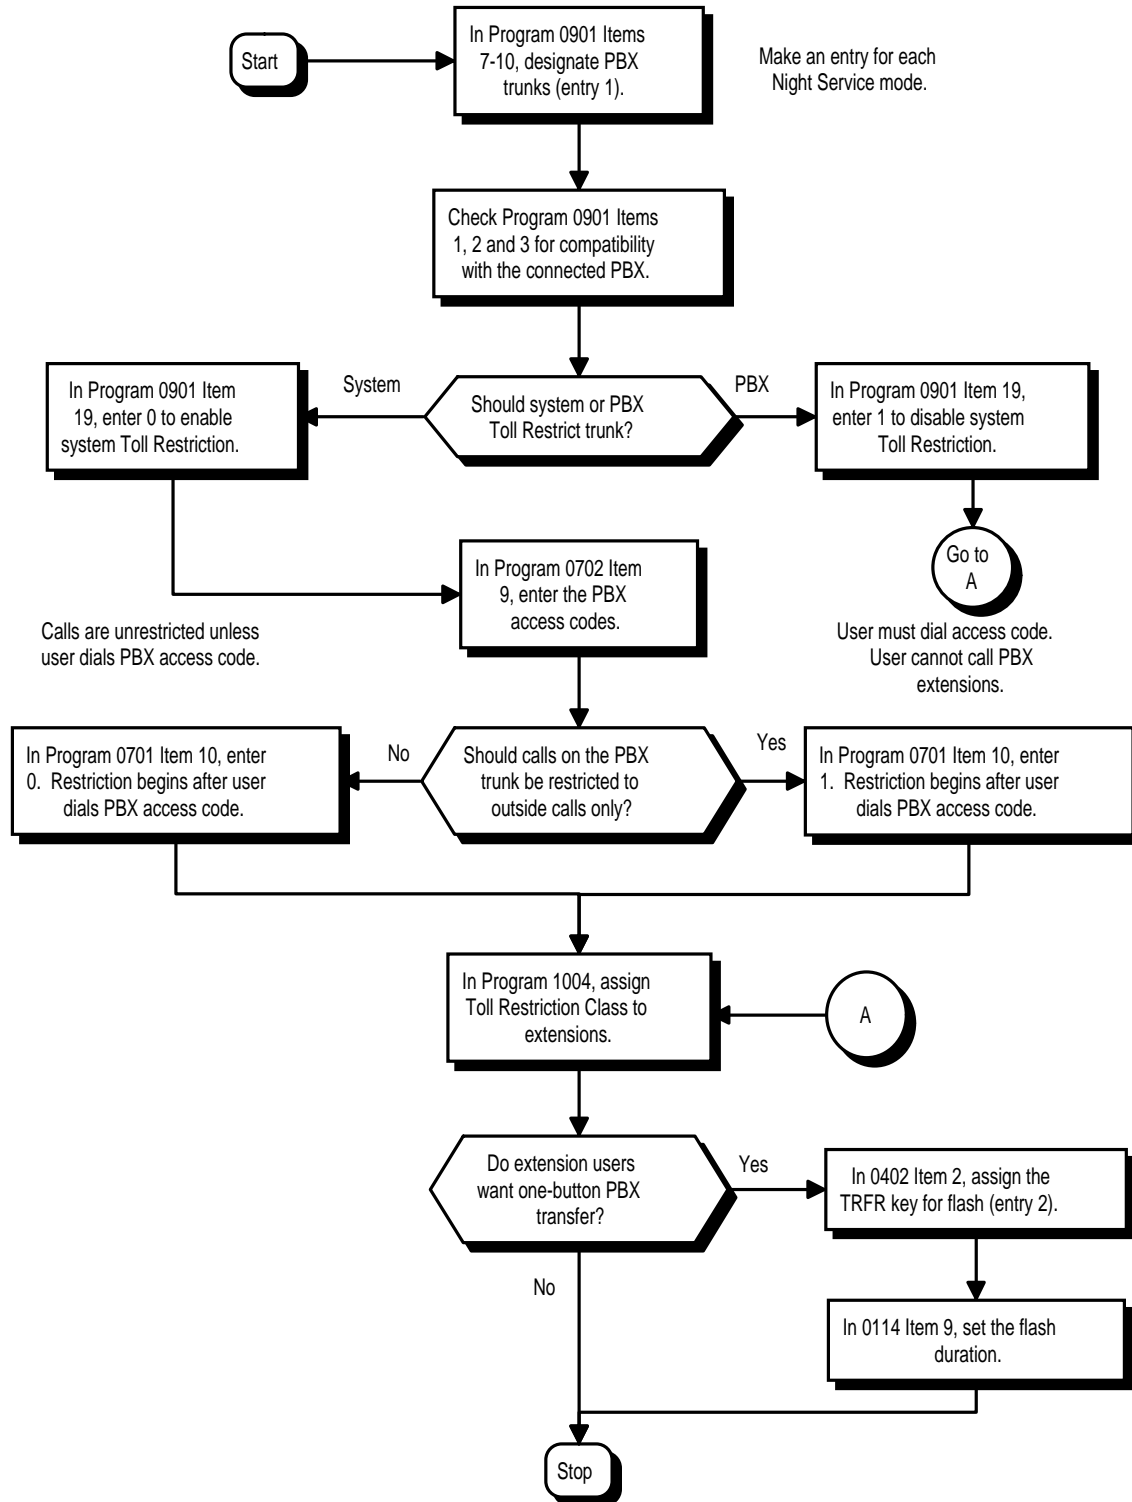 Start
In Program 0901 Items
7-10, designate PBX
trunks (entry 1).
Make an entry for each
Night Service mode.
Check Program 0901 Items
1, 2 and 3 for compatibility
with the connected PBX.
In Program 0901 Item
19, enter 0 to enable
system Toll Restriction.
System
Should system or PBX
Toll Restrict trunk?
PBX
In Program 0901 Item 19,
enter 1 to disable system
Toll Restriction.
Go to
A
In Program 0702 Item
9, enter the PBX
access codes.
Calls are unrestricted unless
user dials PBX access code.
User must dial access code.
User cannot call PBX
extensions.
In Program 0701 Item 10, enter
0. Restriction begins after user
dials PBX access code.
No
Should calls on the PBX
trunk be restricted to
outside calls only?
Yes
In Program 0701 Item 10, enter
1. Restriction begins after user
dials PBX access code.
In Program 1004, assign
Toll Restriction Class to
extensions.
A
Do extension users
want one-button PBX
transfer?
Yes
In 0402 Item 2, assign the
TRFR key for flash (entry 2).
No
In 0114 Item 9, set the flash
duration.
Stop